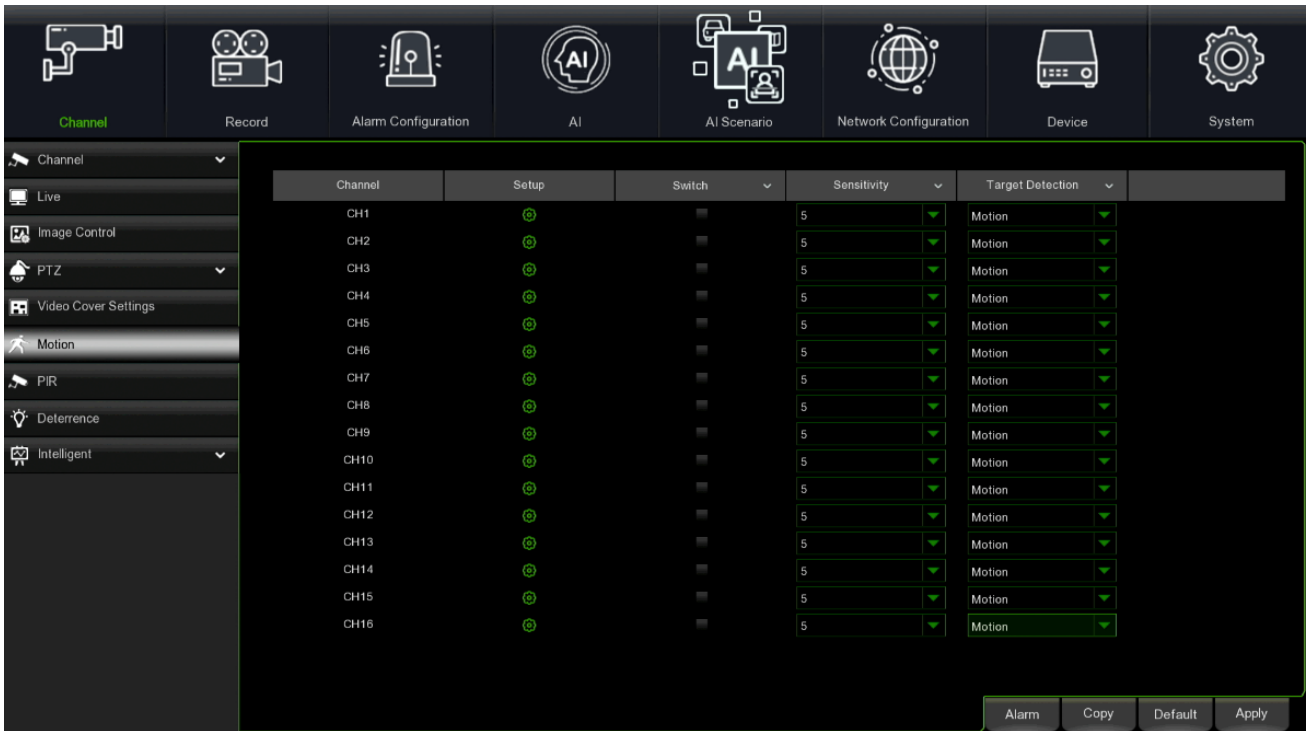 Channel Record Alarm Configuration AI AI Scenario Network Configuration Device System
Channel
Live
Image Control
PTZ
Video Cover Settings
Motion
PIR
Deterrence
Intelligent
Channel Setup Switch Sensitivity Target Detection
CH1 5 Motion
CH2 5 Motion
CH3 5 Motion
CH4 5 Motion
CH5 5 Motion
CH6 5 Motion
CH7 5 Motion
CH8 5 Motion
CH9 5 Motion
CH10 5 Motion
CH11 5 Motion
CH12 5 Motion
CH13 5 Motion
CH14 5 Motion
CH15 5 Motion
CH16 5 Motion
Alarm Copy Default Apply